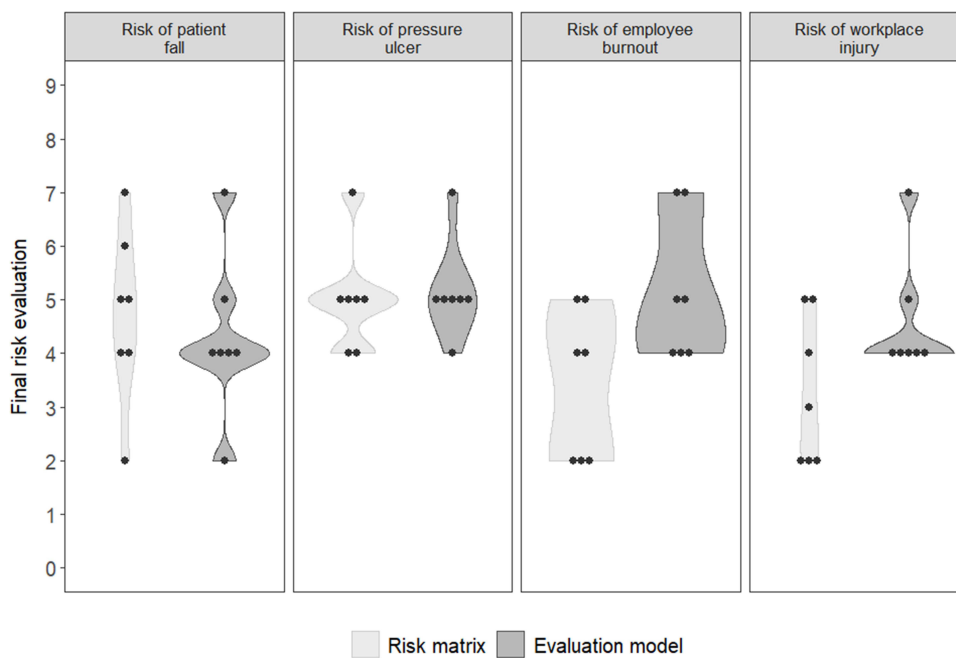 Risk of patient
fall
Risk of pressure
ulcer
Risk of employee
burnout
Risk of workplace
injury
Final risk evaluation
9
8
7
6
5
4
3
2
1
0
Risk matrix
Evaluation model